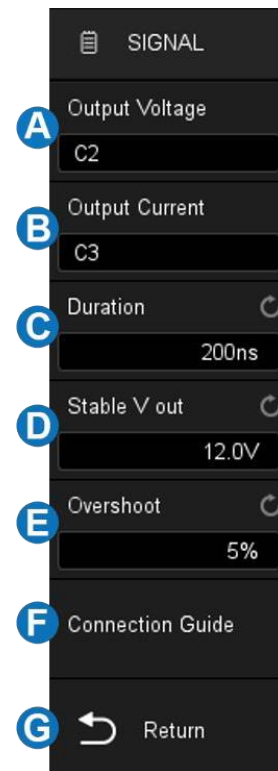 SIGNAL
A
Output Voltage
C2
B
Output Current
C3
C
Duration
200ns
D
Stable V out
12.0V
E
Overshoot
5%
F
Connection Guide
G
Return